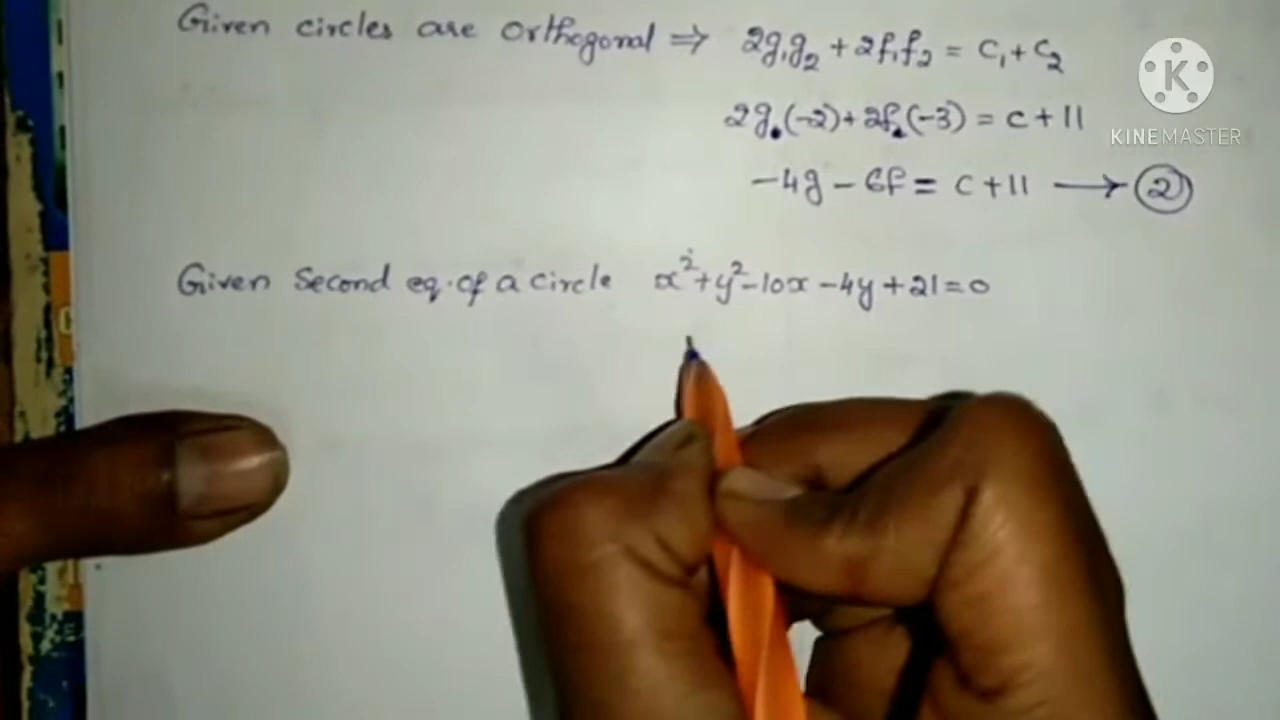 Given circles are orthogonal ⇒ 2g₁g₂ + 2f₁f₂ = c₁+c₂
2g.(-2)+2f.(-3) = c+11
-4g - 6f = c+11 → ②
Given Second eq. of a circle x²+y²-10x-4y+21=0
K
KINEMASTER